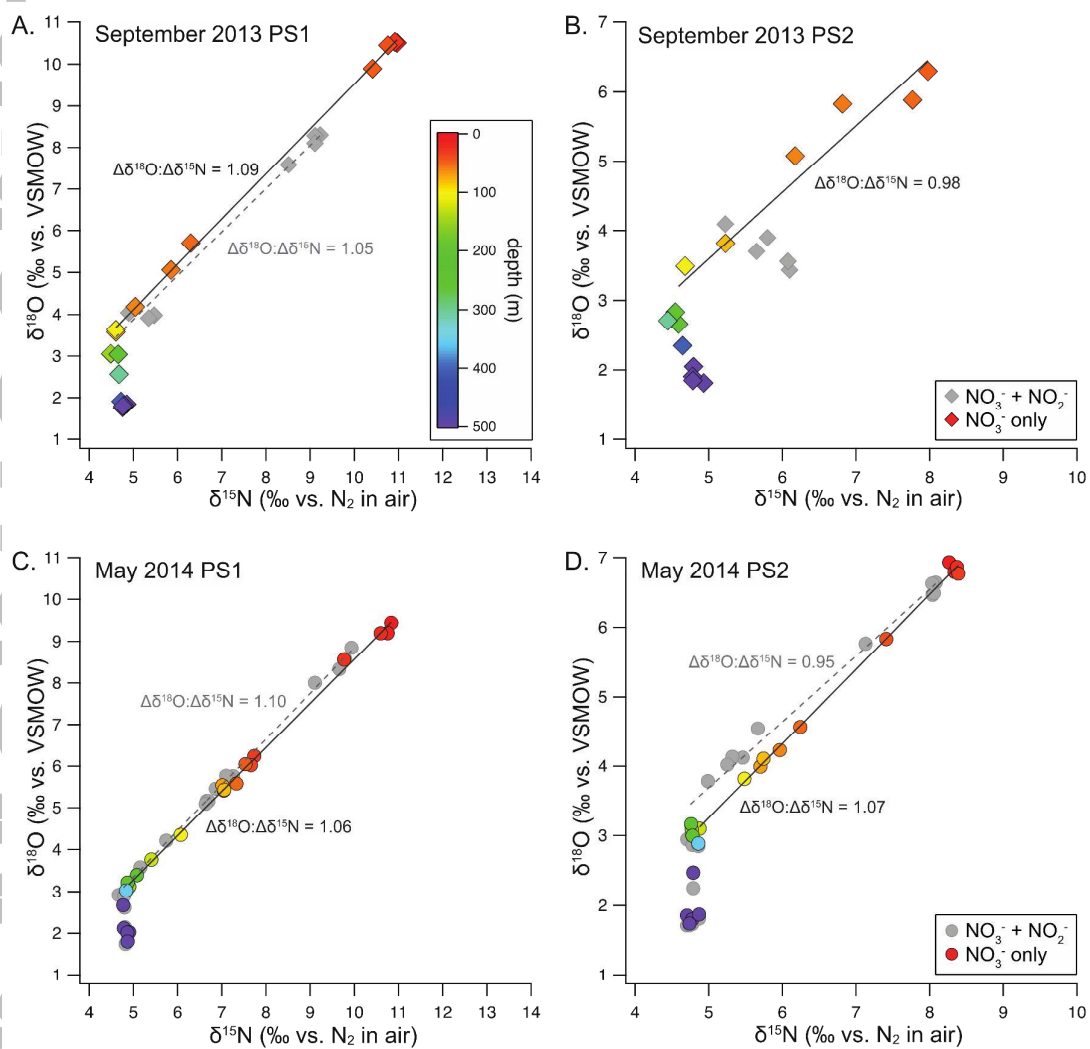 A. September 2013 PS1
11
10
9
8
7
6
5
4
3
2
1
δ¹⁸O (‰ vs. VSMOW)
Δδ¹⁸O:Δδ¹⁵N = 1.09
Δδ¹⁸O:Δδ¹⁵N = 1.05
0
100
200
300
400
500
depth (m)
4 5 6 7 8 9 10 11 12 13 14
δ¹⁵N (‰ vs. N₂ in air)
B. September 2013 PS2
7
6
5
4
3
2
1
δ¹⁸O (‰ vs. VSMOW)
Δδ¹⁸O:Δδ¹⁵N = 0.98
NO₃⁻ + NO₂⁻
NO₃⁻ only
4 5 6 7 8 9 10
δ¹⁵N (‰ vs. N₂ in air)
C. May 2014 PS1
11
10
9
8
7
6
5
4
3
2
1
δ¹⁸O (‰ vs. VSMOW)
Δδ¹⁸O:Δδ¹⁵N = 1.10
Δδ¹⁸O:Δδ¹⁵N = 1.06
4 5 6 7 8 9 10 11 12 13 14
δ¹⁵N (‰ vs. N₂ in air)
D. May 2014 PS2
7
6
5
4
3
2
1
δ¹⁸O (‰ vs. VSMOW)
Δδ¹⁸O:Δδ¹⁵N = 0.95
Δδ¹⁸O:Δδ¹⁵N = 1.07
NO₃⁻ + NO₂⁻
NO₃⁻ only
4 5 6 7 8 9 10
δ¹⁵N (‰ vs. N₂ in air)